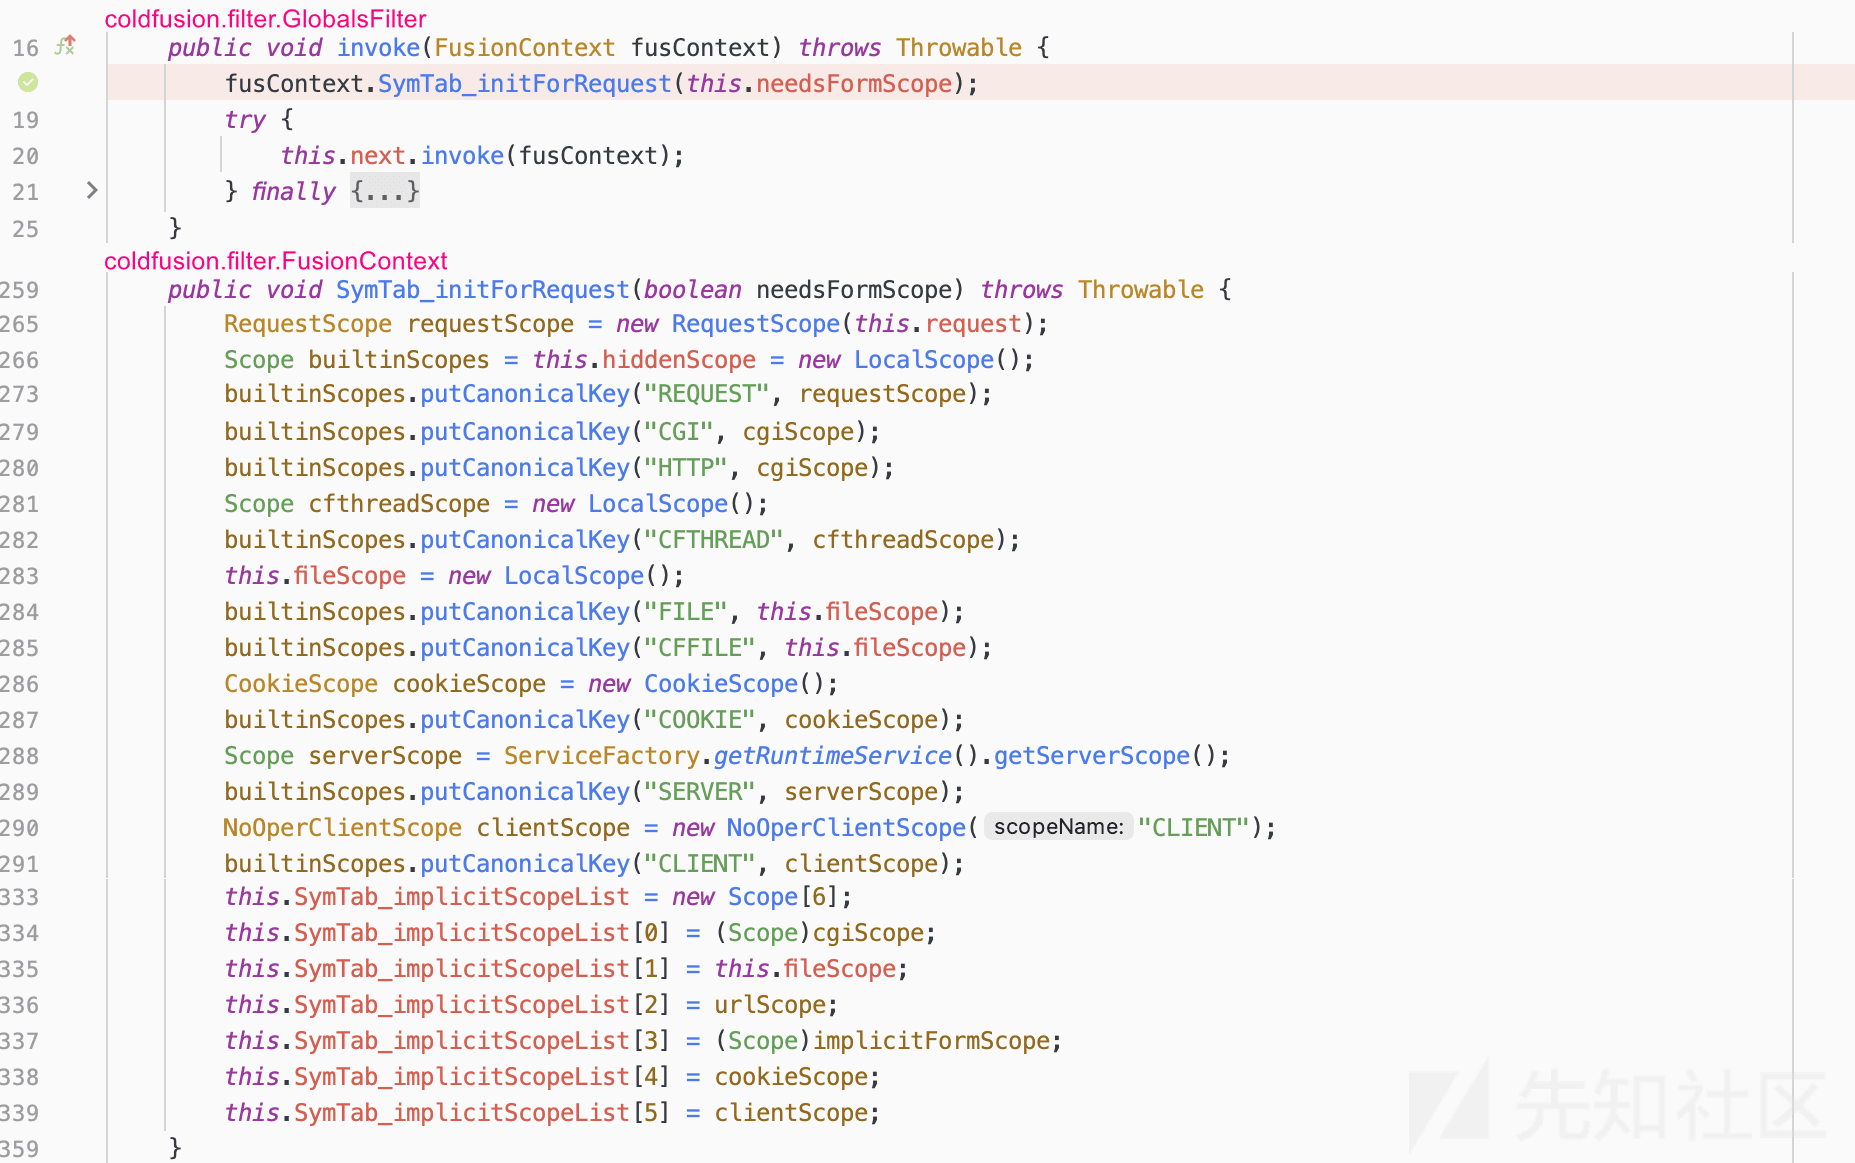 coldfusion.filter.GlobalsFilter
16 public void invoke(FusionContext fusContext) throws Throwable {
fusContext.SymTab_initForRequest(this.needsFormScope);
19 try {
20 this.next.invoke(fusContext);
21 } finally {...}
25 }
coldfusion.filter.FusionContext
259 public void SymTab_initForRequest(boolean needsFormScope) throws Throwable {
265 RequestScope requestScope = new RequestScope(this.request);
266 Scope builtinScopes = this.hiddenScope = new LocalScope();
273 builtinScopes.putCanonicalKey("REQUEST", requestScope);
279 builtinScopes.putCanonicalKey("CGI", cgiScope);
280 builtinScopes.putCanonicalKey("HTTP", cgiScope);
281 Scope cfthreadScope = new LocalScope();
282 builtinScopes.putCanonicalKey("CFTHREAD", cfthreadScope);
283 this.fileScope = new LocalScope();
284 builtinScopes.putCanonicalKey("FILE", this.fileScope);
285 builtinScopes.putCanonicalKey("CFFILE", this.fileScope);
286 CookieScope cookieScope = new CookieScope();
287 builtinScopes.putCanonicalKey("COOKIE", cookieScope);
288 Scope serverScope = ServiceFactory.getRuntimeService().getServerScope();
289 builtinScopes.putCanonicalKey("SERVER", serverScope);
290 NoOperClientScope clientScope = new NoOperClientScope( scopeName: "CLIENT");
291 builtinScopes.putCanonicalKey("CLIENT", clientScope);
333 this.SymTab_implicitScopeList = new Scope[6];
334 this.SymTab_implicitScopeList[0] = (Scope)cgiScope;
335 this.SymTab_implicitScopeList[1] = this.fileScope;
336 this.SymTab_implicitScopeList[2] = urlScope;
337 this.SymTab_implicitScopeList[3] = (Scope)implicitFormScope;
338 this.SymTab_implicitScopeList[4] = cookieScope;
339 this.SymTab_implicitScopeList[5] = clientScope;
359 }
先知社区